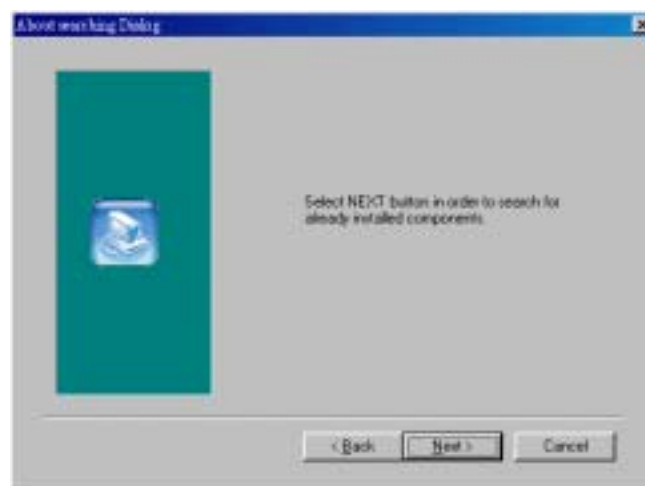 About searching Dialog
Select NEXT button in order to search for
already installed components.
< Back
Next >
Cancel